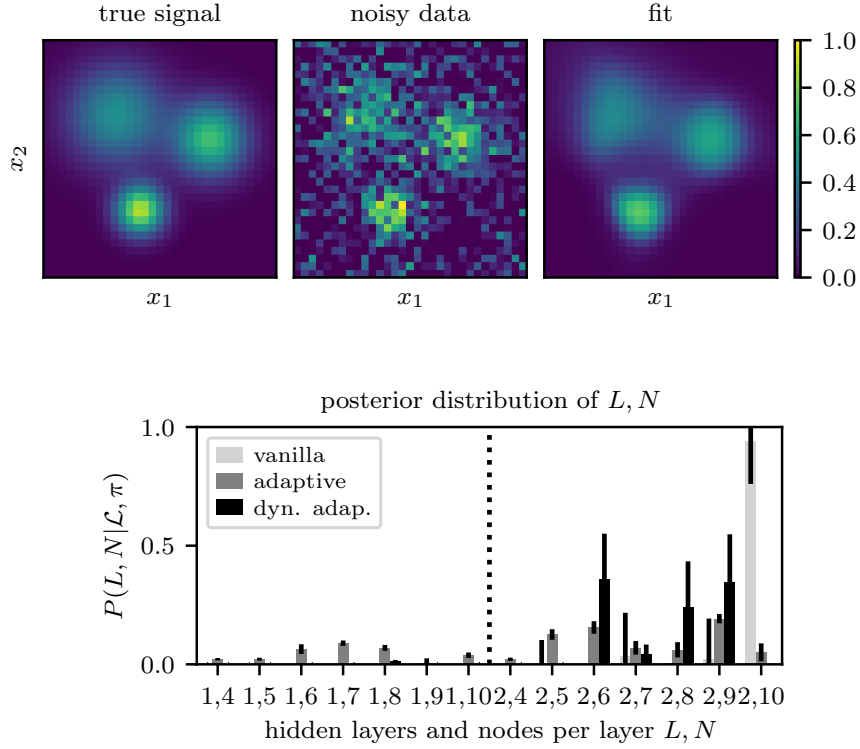 true signal
noisy data
fit
x₂
x₁
x₁
x₁
1.0
0.8
0.6
0.4
0.2
0.0
posterior distribution of L, N
P(L, N|ℒ, π)
1.0
0.5
0.0
vanilla
adaptive
dyn. adap.
1,4 1,5 1,6 1,7 1,8 1,9 1,10 2,4 2,5 2,6 2,7 2,8 2,9 2,10
hidden layers and nodes per layer L, N